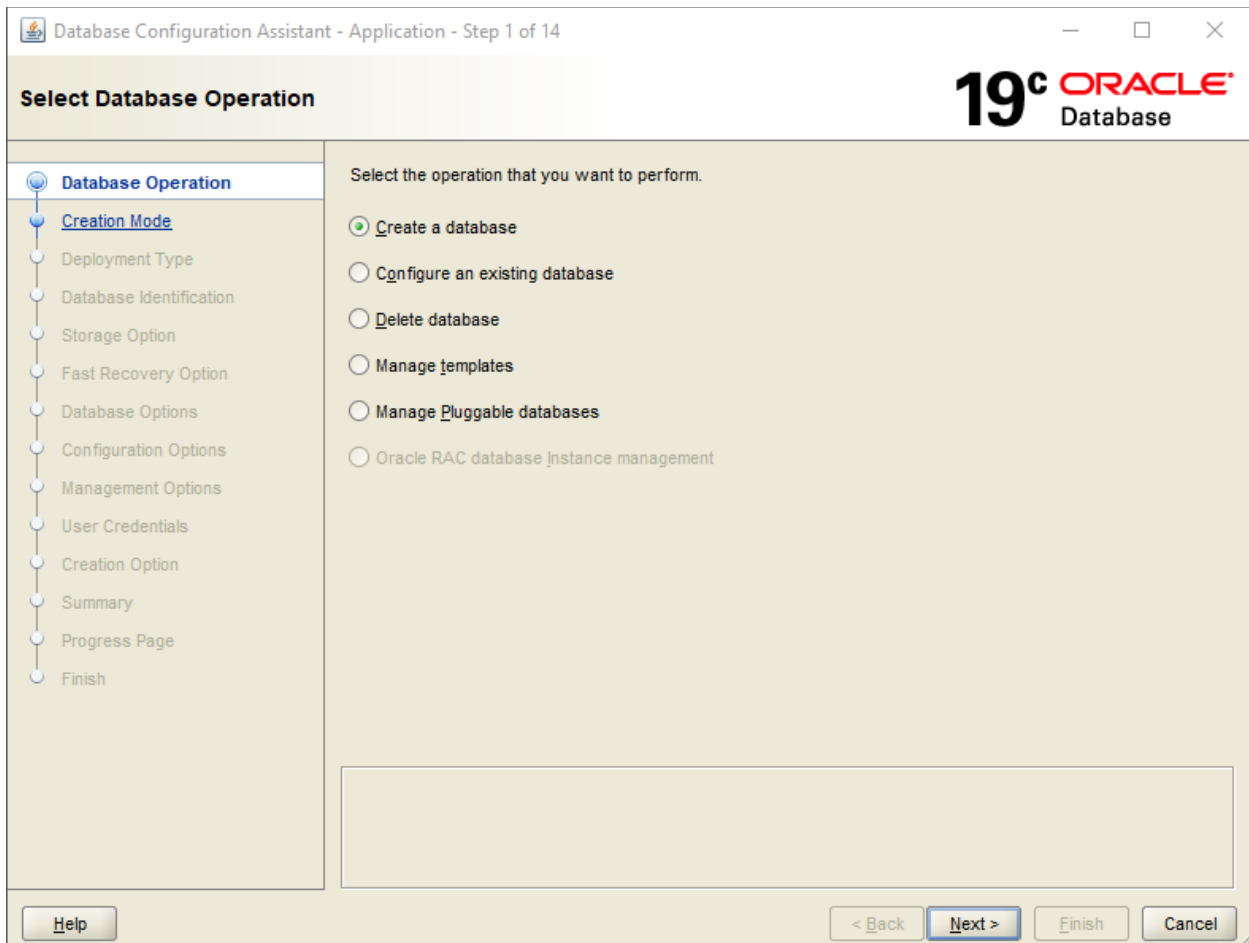 Database Configuration Assistant - Application - Step 1 of 14
Select Database Operation
19c ORACLE
Database
Database Operation
Creation Mode
Deployment Type
Database Identification
Storage Option
Fast Recovery Option
Database Options
Configuration Options
Management Options
User Credentials
Creation Option
Summary
Progress Page
Finish
Select the operation that you want to perform.
Create a database
Configure an existing database
Delete database
Manage templates
Manage Pluggable databases
Oracle RAC database Instance management
Help
< Back
Next >
Finish
Cancel